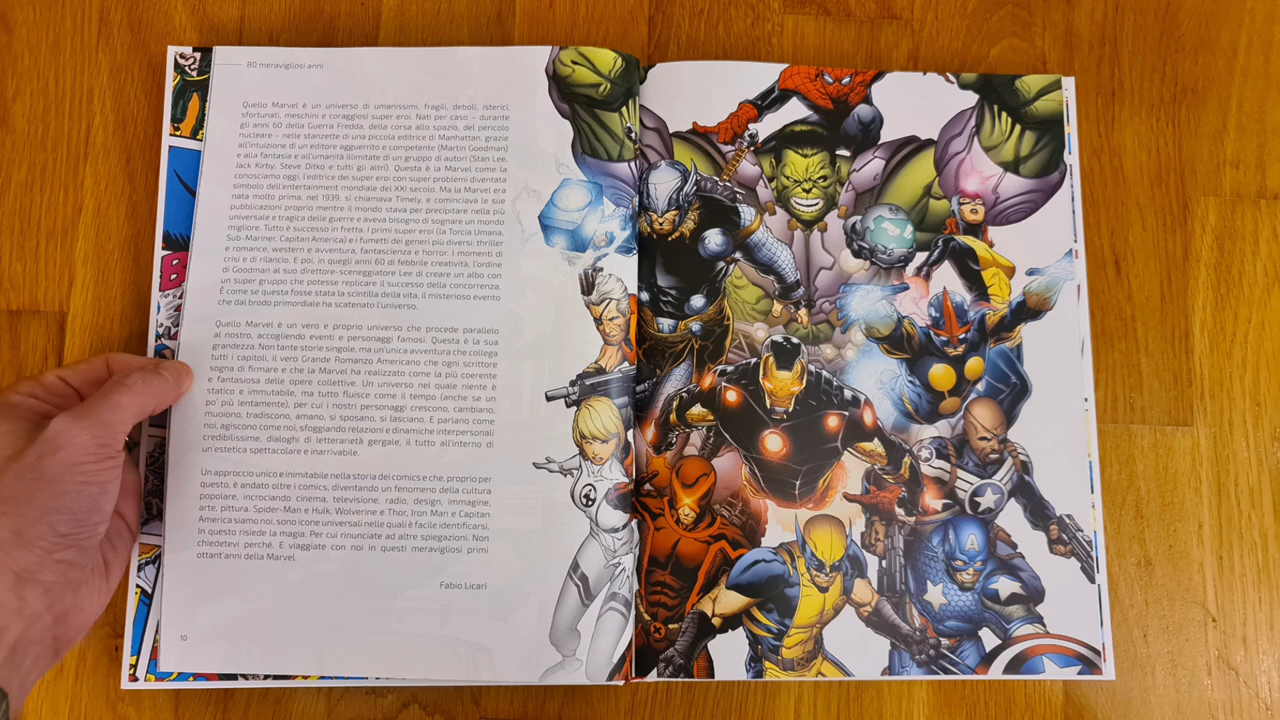 80 meravigliosi anni
Quello Marvel è un universo di umanissimi, fragili, deboli, isterici,
sfortunati, meschini e coraggiosi super eroi. Nati per caso – durante
gli anni 60 della Guerra Fredda, della corsa allo spazio, del pericolo
nucleare – nelle stanzette di una piccola editrice di Manhattan, grazie
all'intuizione di un editore agguerrito e competente (Martin Goodman)
e alla fantasia e all'umanità illimitate di un gruppo di autori (Stan Lee,
Jack Kirby, Steve Ditko e tutti gli altri). Questa è la Marvel come la
conosciamo oggi, l'editrice dei super eroi con super problemi diventata
simbolo dell'entertainment mondiale del XXI secolo. Ma la Marvel era
nata molto prima, nel 1939, si chiamava Timely, e cominciava le sue
pubblicazioni proprio mentre il mondo stava per precipitare nella più
universale e tragica delle guerre e aveva bisogno di sognare un mondo
migliore. Tutto è successo in fretta. I primi super eroi (la Torcia Umana,
Sub-Mariner, Capitan America) e i fumetti dei generi più diversi: thriller
e romance, western e avventura, fantascienza e horror. I momenti di
crisi e di rilancio. E poi, in quegli anni 60 di febbrile creatività, l'ordine
di Goodman al suo direttore-sceneggiatore Lee di creare un albo con
un super gruppo che potesse replicare il successo della concorrenza.
È come se questa fosse stata la scintilla della vita, il misterioso evento
che dal brodo primordiale ha scatenato l'universo.
Quello Marvel è un vero e proprio universo che procede parallelo
al nostro, accogliendo eventi e personaggi famosi. Questa è la sua
grandezza. Non tante storie singole, ma un'unica avventura che collega
tutti i capitoli, il vero Grande Romanzo Americano che ogni scrittore
sogna di firmare e che la Marvel ha realizzato come la più coerente
e fantasiosa delle opere collettive. Un universo nel quale niente è
statico e immutabile, ma tutto fluisce come il tempo (anche se un
po' più lentamente), per cui i nostri personaggi crescono, cambiano,
muoiono, tradiscono, amano, si sposano, si lasciano. E parlano come
noi, agiscono come noi, sfoggiando relazioni e dinamiche interpersonali
credibilissime, dialoghi di letterarietà gergale, il tutto all'interno di
un'estetica spettacolare e inarrivabile.
Un approccio unico e inimitabile nella storia dei comics e che, proprio per
questo, è andato oltre i comics, diventando un fenomeno della cultura
popolare, incrociando cinema, televisione, radio, design, immagine,
arte, pittura. Spider-Man e Hulk, Wolverine e Thor, Iron Man e Capitan
America siamo noi, sono icone universali nelle quali è facile identificarsi.
In questo risiede la magia. Per cui rinunciate ad altre spiegazioni. Non
chiedetevi perché. E viaggiate con noi in questi meravigliosi primi
ottant'anni della Marvel.
Fabio Licari
10
A